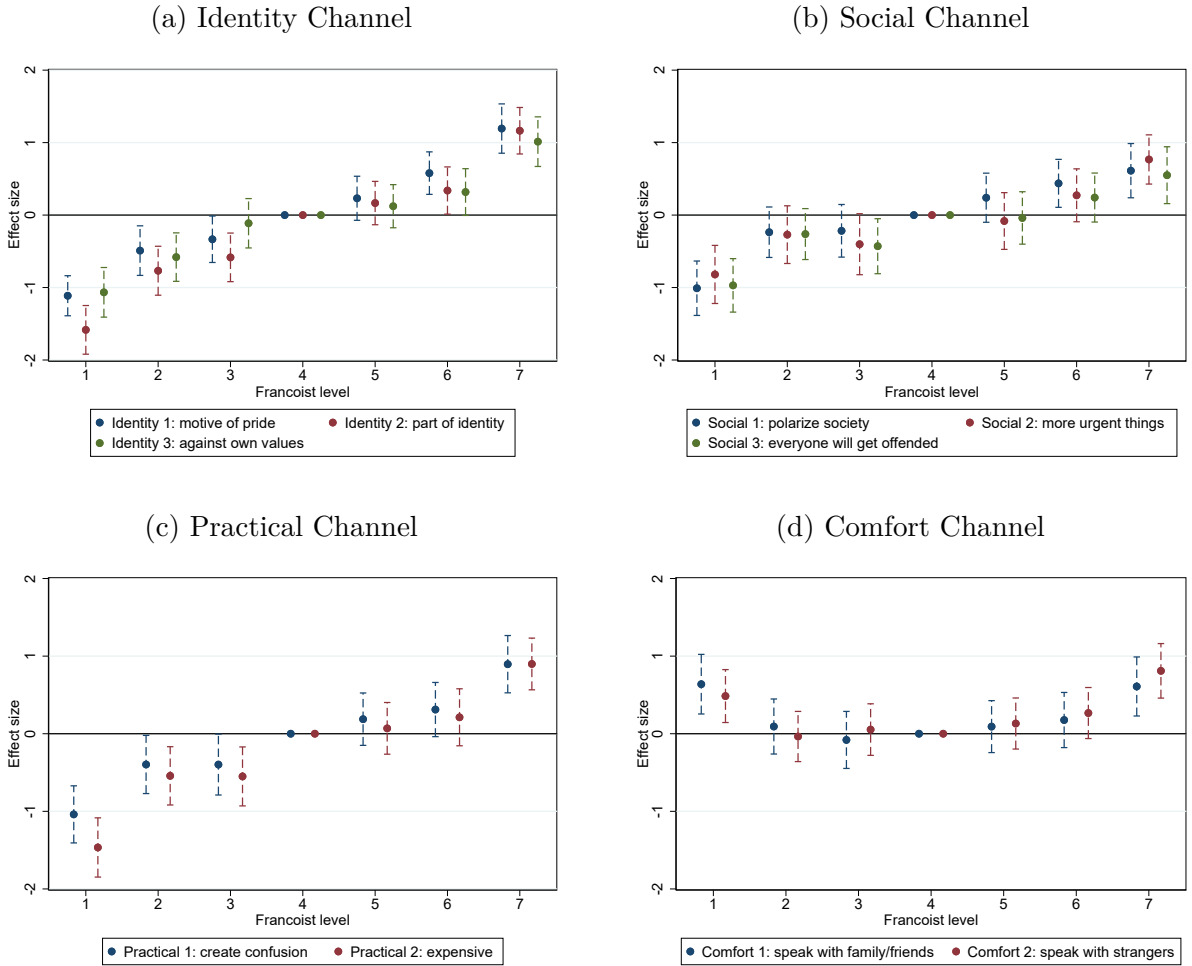 (a) Identity Channel
2
1
0
-1
-2
Effect size
1 2 3 4 5 6 7
Francoist level
Identity 1: motive of pride Identity 2: part of identity
Identity 3: against own values
(b) Social Channel
2
1
0
-1
-2
Effect size
1 2 3 4 5 6 7
Francoist level
Social 1: polarize society Social 2: more urgent things
Social 3: everyone will get offended
(c) Practical Channel
2
1
0
-1
-2
Effect size
1 2 3 4 5 6 7
Francoist level
Practical 1: create confusion Practical 2: expensive
(d) Comfort Channel
2
1
0
-1
-2
Effect size
1 2 3 4 5 6 7
Francoist level
Comfort 1: speak with family/friends Comfort 2: speak with strangers